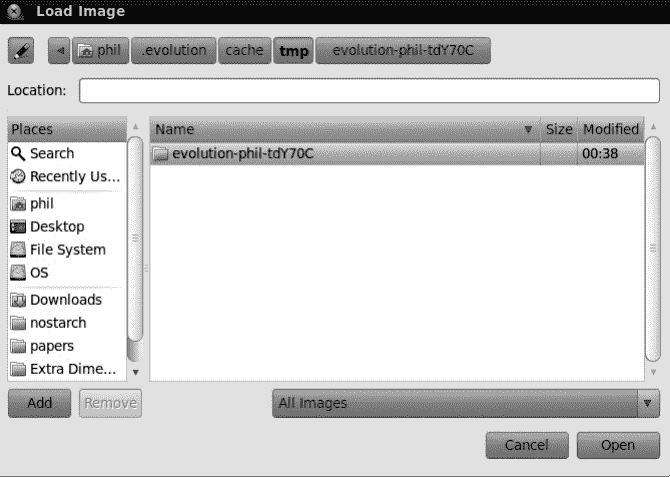 Load Image
phil .evolution cache tmp evolution-phil-tdY70C
Location:
Places
Search
Recently Us...
phil
Desktop
File System
OS
Downloads
nostarch
papers
Extra Dime...
Name Size Modified
evolution-phil-tdY70C 00:38
Add Remove All Images
Cancel Open